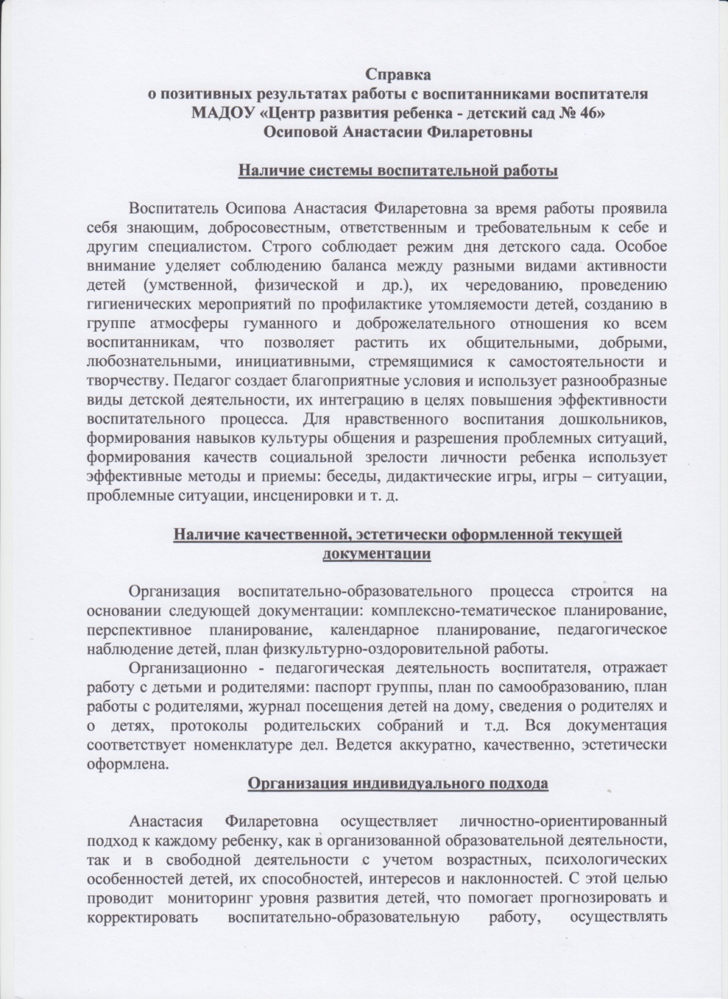 Справка
о позитивных результатах работы с воспитанниками воспитателя
МАДОУ «Центр развития ребенка - детский сад № 46»
Осиповой Анастасии Филаретовны
Наличие системы воспитательной работы
Воспитатель Осипова Анастасия Филаретовна за время работы проявила
себя знающим, добросовестным, ответственным и требовательным к себе и
другим специалистом. Строго соблюдает режим дня детского сада. Особое
внимание уделяет соблюдению баланса между разными видами активности
детей (умственной, физической и др.), их чередованию, проведению
гигиенических мероприятий по профилактике утомляемости детей, созданию в
группе атмосферы гуманного и доброжелательного отношения ко всем
воспитанникам, что позволяет растить их общительными, добрыми,
любознательными, инициативными, стремящимися к самостоятельности и
творчеству. Педагог создает благоприятные условия и использует разнообразные
виды детской деятельности, их интеграцию в целях повышения эффективности
воспитательного процесса. Для нравственного воспитания дошкольников,
формирования навыков культуры общения и разрешения проблемных ситуаций,
формирования качеств социальной зрелости личности ребенка использует
эффективные методы и приемы: беседы, дидактические игры, игры – ситуации,
проблемные ситуации, инсценировки и т. д.
Наличие качественной, эстетически оформленной текущей
документации
Организация воспитательно-образовательного процесса строится на
основании следующей документации: комплексно-тематическое планирование,
перспективное планирование, календарное планирование, педагогическое
наблюдение детей, план физкультурно-оздоровительной работы.
Организационно - педагогическая деятельность воспитателя, отражает
работу с детьми и родителями: паспорт группы, план по самообразованию, план
работы с родителями, журнал посещения детей на дому, сведения о родителях и
о детях, протоколы родительских собраний и т.д. Вся документация
соответствует номенклатуре дел. Ведется аккуратно, качественно, эстетически
оформлена.
Организация индивидуального подхода
Анастасия Филаретовна осуществляет личностно-ориентированный
подход к каждому ребенку, как в организованной образовательной деятельности,
так и в свободной деятельности с учетом возрастных, психологических
особенностей детей, их способностей, интересов и наклонностей. С этой целью
проводит мониторинг уровня развития детей, что помогает прогнозировать и
корректировать воспитательно-образовательную работу, осуществлять